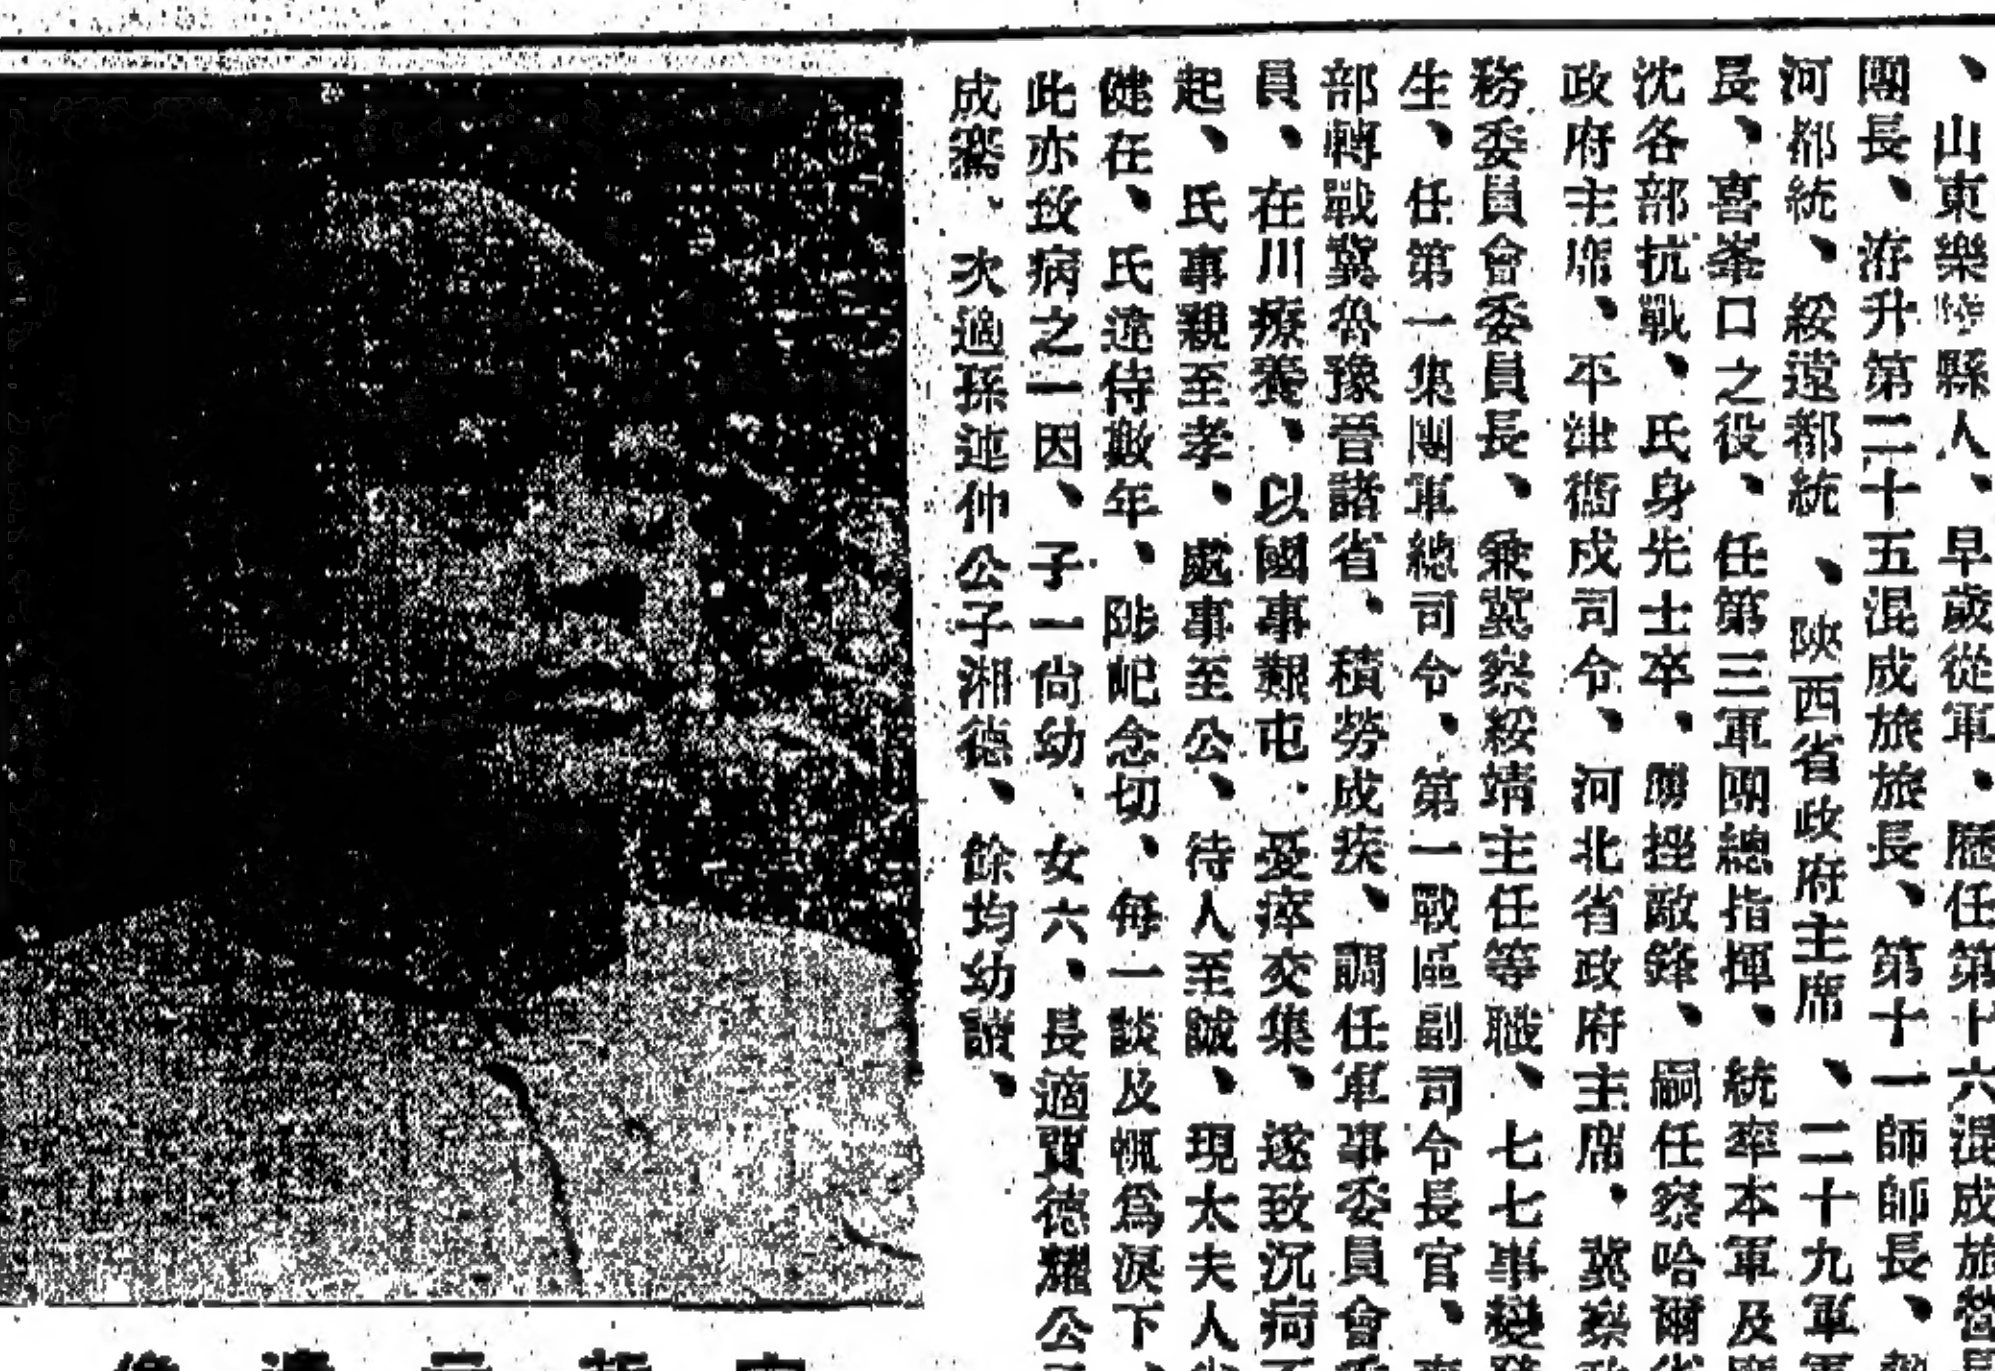 、山東樂陵縣人、早歲從軍、歷任第十六混成旅營長
團長、洊升第二十五混成旅旅長、第十一師師長、
河都統、綏遠都統、陝西省政府主席、二十九軍軍
長、喜峯口之役、任第三軍團總指揮、統率本軍及
沈各部抗戰、氏身先士卒、屢挫敵鋒、嗣任察哈爾省
政府主席、平津衛戍司令、河北省政府主席、冀察政
務委員會委員長、兼冀察綏靖主任等職、七七事變發
生、任第一集團軍總司令、第一戰區副司令長官、
部轉戰冀魯豫晉諸省、積勞成疾、調任軍事委員會委
員、在川療養、以國事艱屯、憂瘁交集、遂致沉疴不
起、氏事親至孝、處事至公、待人至誠、現太夫人尚
健在、氏違侍數年、陟屺念切、每一談及輒爲淚下、
此亦致病之一因、子一尚幼、女六、長適賈德耀公子
成騫、次適孫連仲公子湘德、餘均幼讀、
遺
像